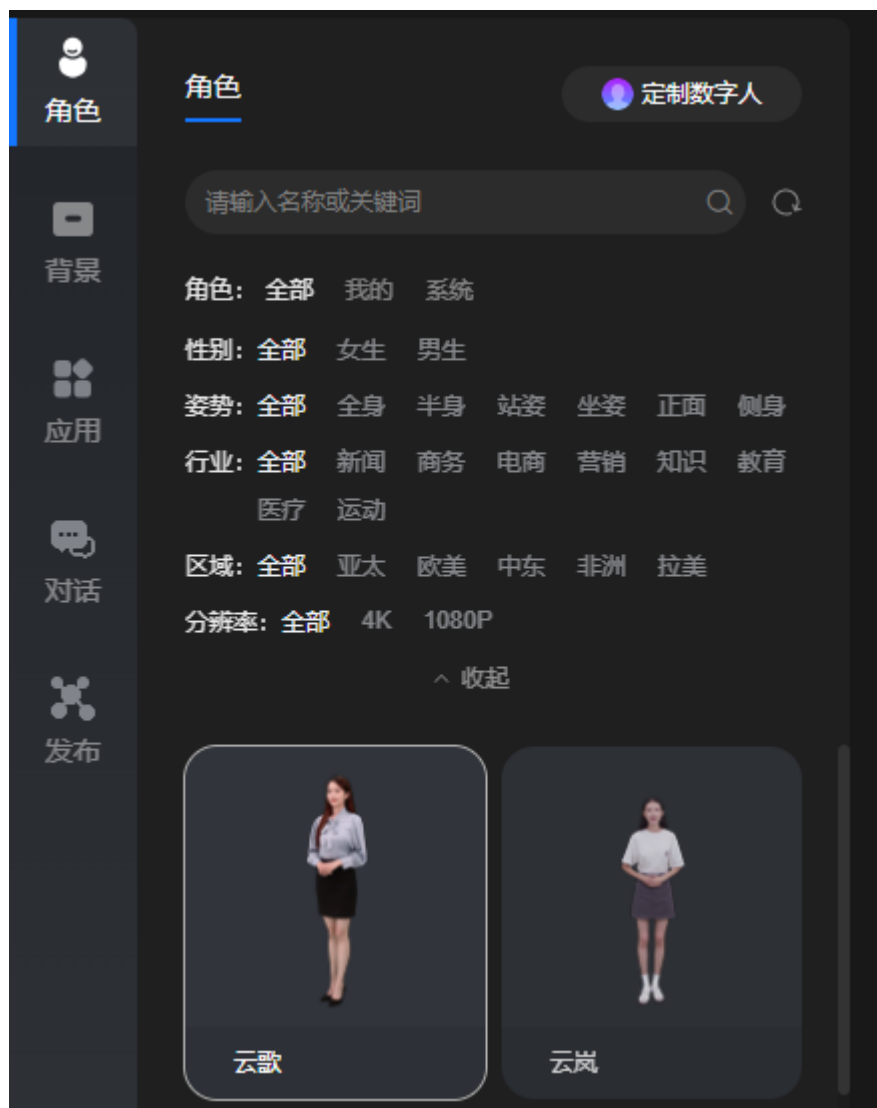 角色
背景
应用
对话
发布
角色
定制数字人
请输入名称或关键词
角色: 全部 我的 系统
性别: 全部 女生 男生
姿势: 全部 全身 半身 站姿 坐姿 正面 侧身
行业: 全部 新闻 商务 电商 营销 知识 教育
医疗 运动
区域: 全部 亚太 欧美 中东 非洲 拉美
分辨率: 全部 4K 1080P
收起
云歌
云岚